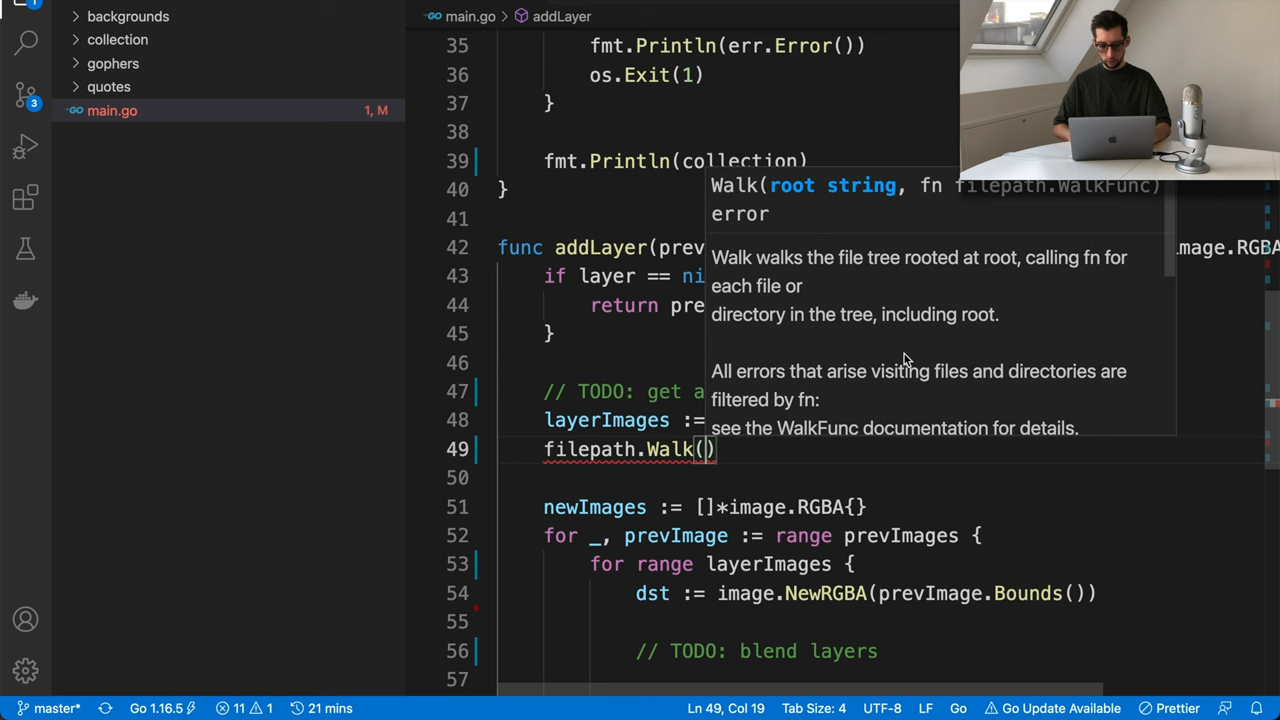 backgrounds
collection
gophers
quotes
main.go 1, M
3
main.go > addLayer
35 fmt.Println(err.Error())
36 os.Exit(1)
37 }
38
39 fmt.Println(collection)
40 }
41
42 func addLayer(prev image.RGBA
43 if layer == ni
44 return pre
45 }
46
47 // TODO: get a
48 layerImages :=
49 filepath.Walk()
50
51 newImages := []*image.RGBA{}
52 for _, prevImage := range prevImages {
53 for range layerImages {
54 dst := image.NewRGBA(prevImage.Bounds())
55
56 // TODO: blend layers
57
Walk(root string, fn filepath.WalkFunc)
error
Walk walks the file tree rooted at root, calling fn for
each file or
directory in the tree, including root.
All errors that arise visiting files and directories are
filtered by fn:
see the WalkFunc documentation for details.
master* Go 1.16.5 11 1 21 mins Ln 49, Col 19 Tab Size: 4 UTF-8 LF Go Go Update Available Prettier